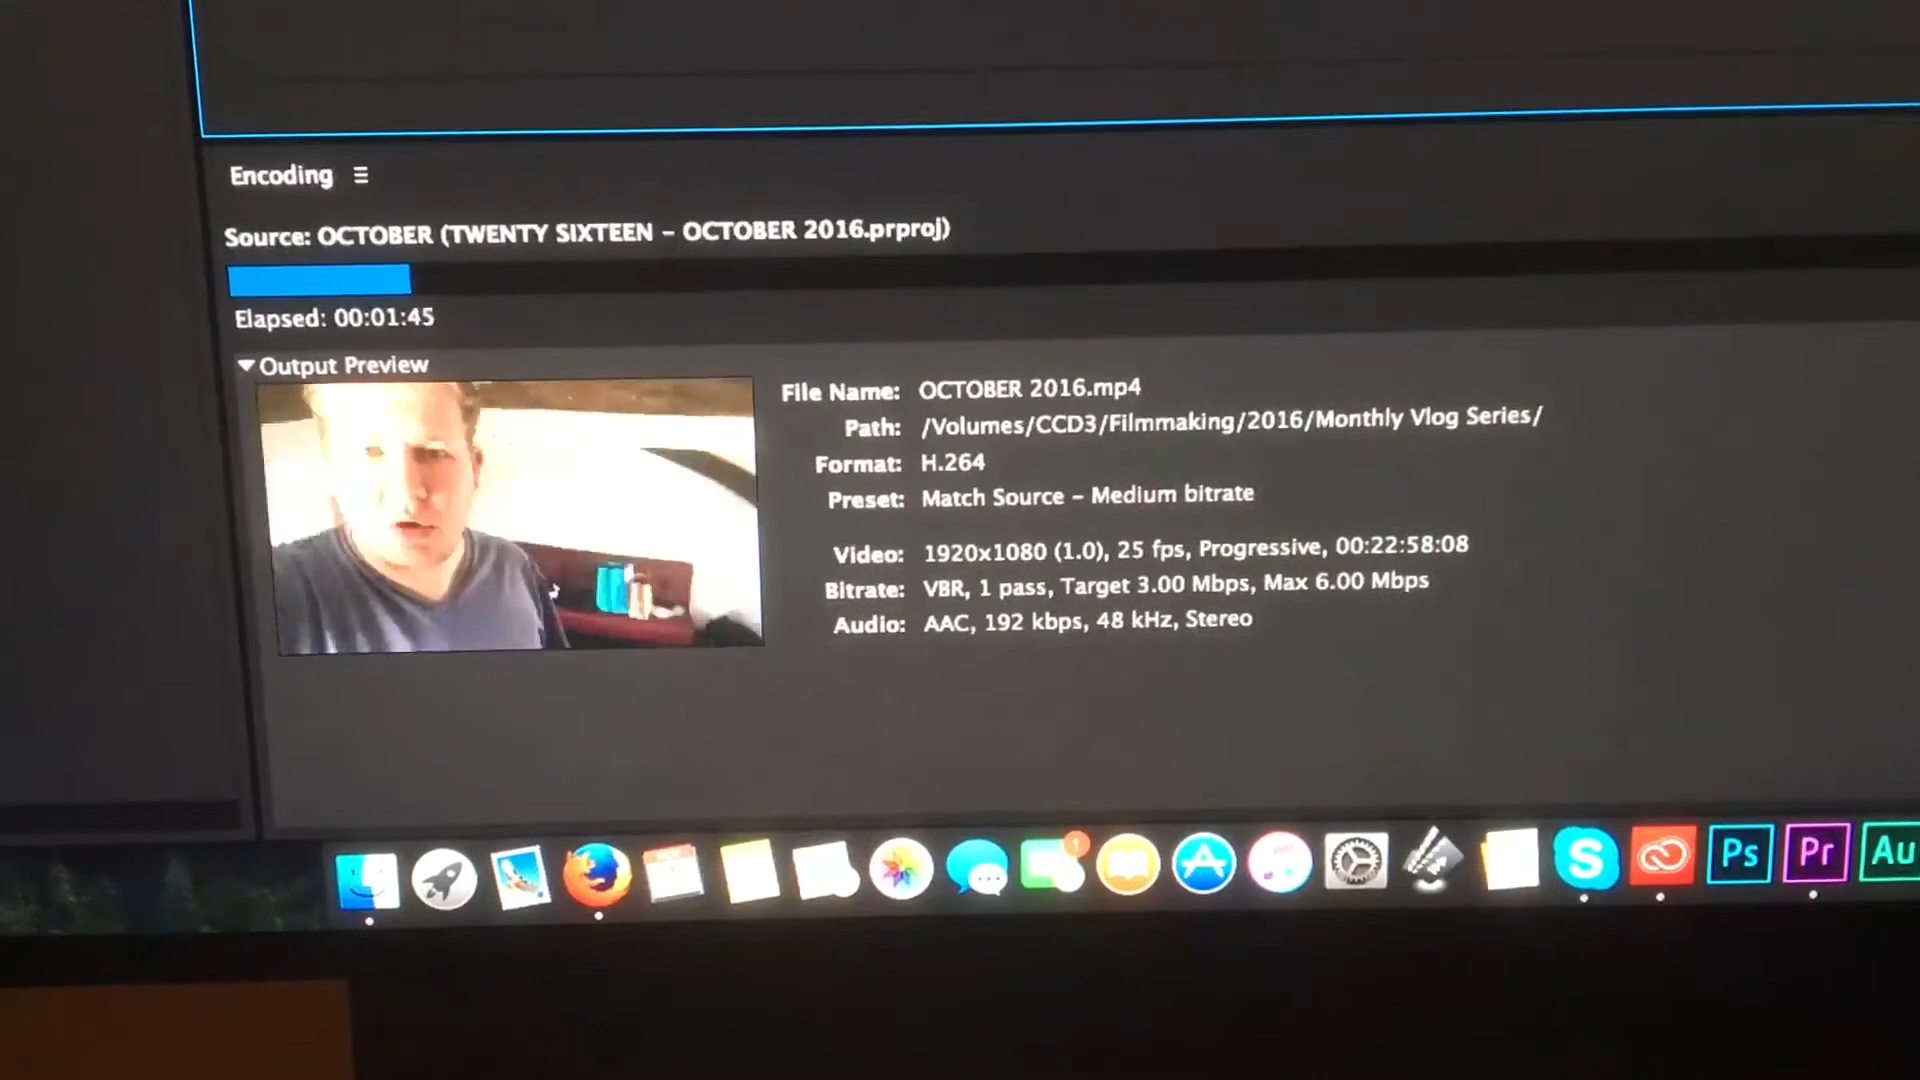 Encoding
Source: OCTOBER (TWENTY SIXTEEN – OCTOBER 2016.prproj)
Elapsed: 00:01:45
Output Preview
File Name: OCTOBER 2016.mp4
Path: /Volumes/CCD3/Filmmaking/2016/Monthly Vlog Series/
Format: H.264
Preset: Match Source – Medium bitrate
Video: 1920x1080 (1.0), 25 fps, Progressive, 00:22:58:08
Bitrate: VBR, 1 pass, Target 3.00 Mbps, Max 6.00 Mbps
Audio: AAC, 192 kbps, 48 kHz, Stereo
1
S
Ps
Pr
Au